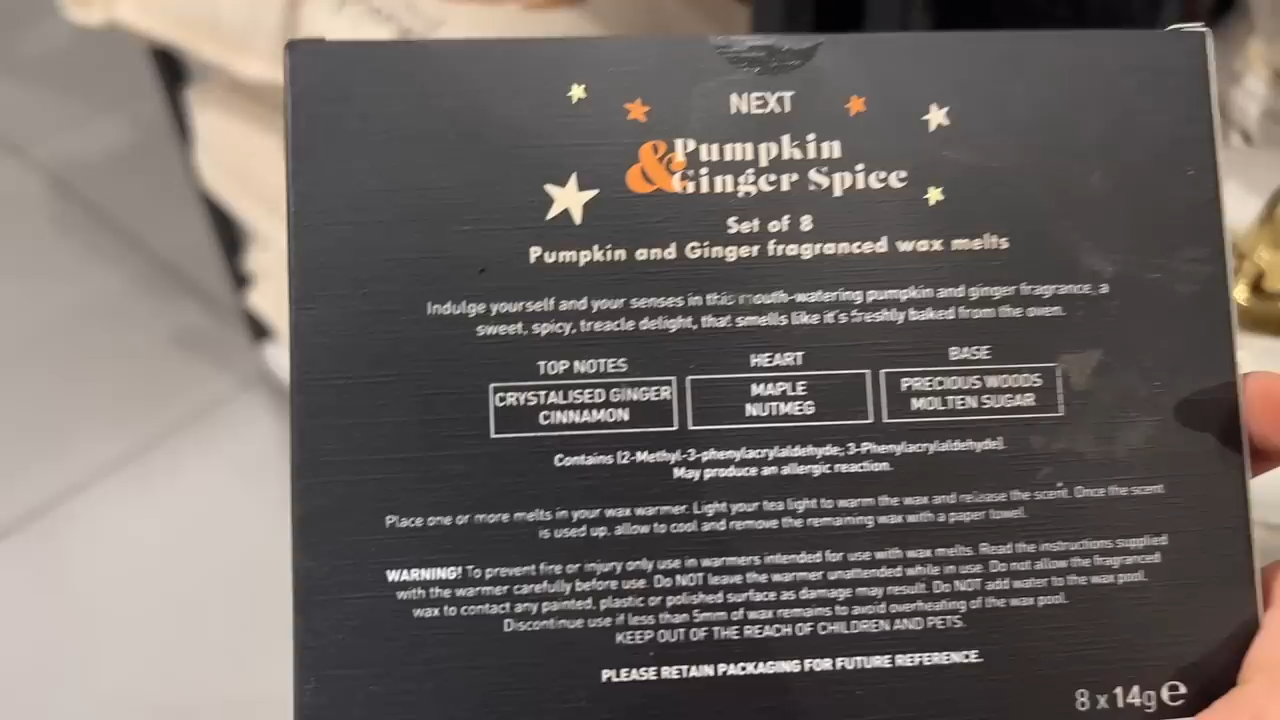 NEXT
& Pumpkin
Ginger Spice
Set of 8
Pumpkin and Ginger fragranced wax melts
Indulge yourself and your senses in this mouth-watering pumpkin and ginger fragrance, a
sweet, spicy, treacle delight, that smells like it's freshly baked from the oven.
TOP NOTES
CRYSTALISED GINGER
CINNAMON
HEART
MAPLE
NUTMEG
BASE
PRECIOUS WOODS
MOLTEN SUGAR
Contains (2-Methyl-3-phenylacrylaldehyde; 3-Phenylacrylaldehyde).
May produce an allergic reaction.
Place one or more melts in your wax warmer. Light your tea light to warm the wax and release the scent. Once the scent
is used up, allow to cool and remove the remaining wax with a paper towel.
WARNING! To prevent fire or injury only use in warmers intended for use with wax melts. Read the instructions supplied
with the warmer carefully before use. Do NOT leave the warmer unattended while in use. Do not allow the fragranced
wax to contact any painted, plastic or polished surface as damage may result. Do NOT add water to the wax pool.
Discontinue use if less than 5mm of wax remains to avoid overheating of the wax pool.
KEEP OUT OF THE REACH OF CHILDREN AND PETS.
PLEASE RETAIN PACKAGING FOR FUTURE REFERENCE.
8 x 14g e